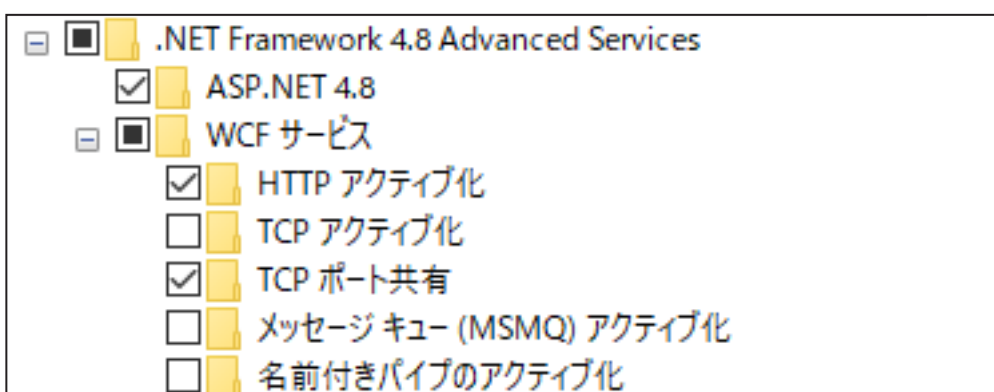 .NET Framework 4.8 Advanced Services
ASP.NET 4.8
WCF サービス
HTTP アクティブ化
TCP アクティブ化
TCP ポート共有
メッセージ キュー (MSMQ) アクティブ化
名前付きパイプのアクティブ化